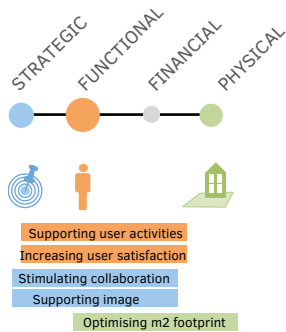 STRATEGIC
FUNCTIONAL
FINANCIAL
PHYSICAL
Supporting user activities
Increasing user satisfaction
Stimulating collaboration
Supporting image
Optimising m2 footprint